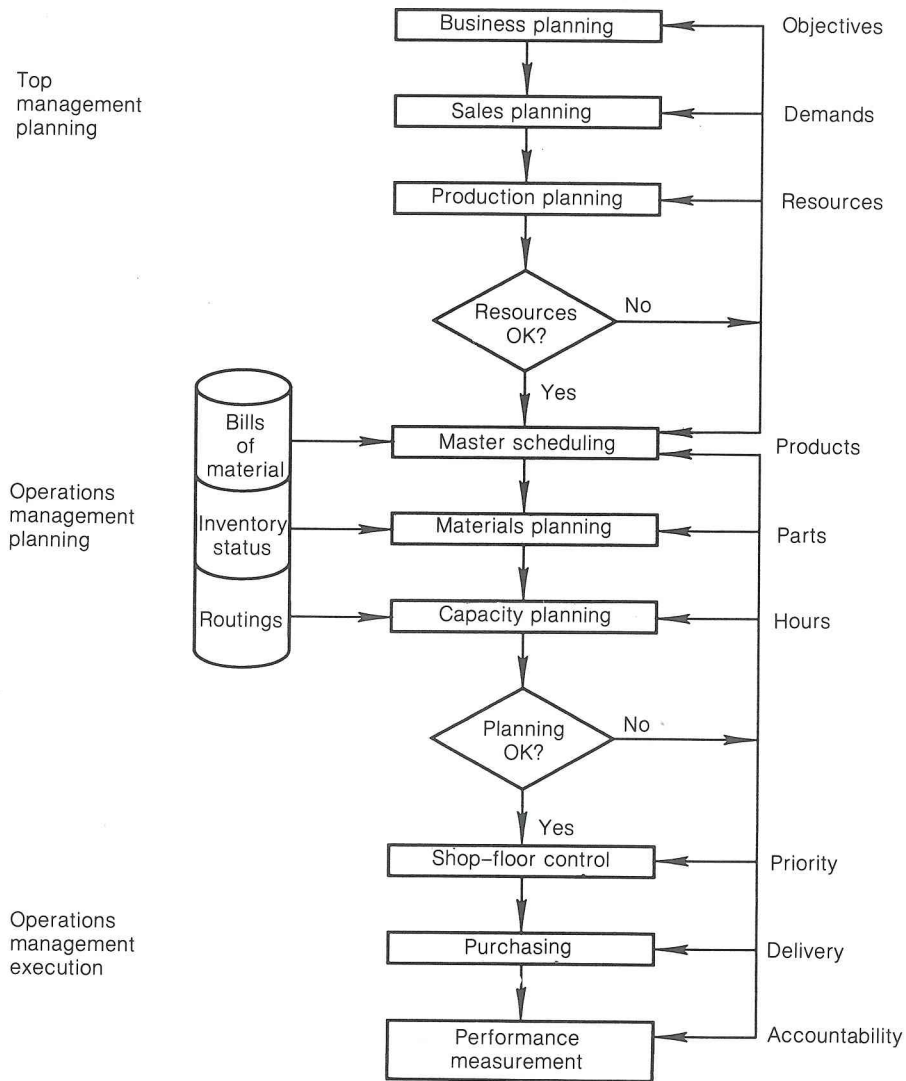 Business planning
Objectives
Top
management
planning
Sales planning
Demands
Production planning
Resources
Resources
OK?
No
Yes
Bills
of
material
Master scheduling
Products
Operations
management
planning
Inventory
status
Materials planning
Parts
Routings
Capacity planning
Hours
Planning
OK?
No
Yes
Shop–floor control
Priority
Operations
management
execution
Purchasing
Delivery
Performance
measurement
Accountability